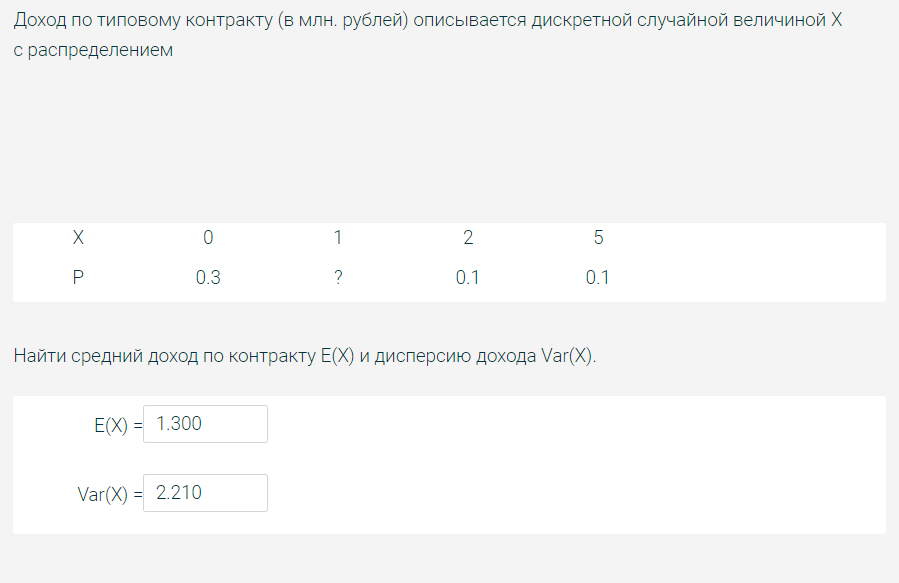 Доход по типовому контракту (в млн. рублей) описывается дискретной случайной величиной X
с распределением
X 0 1 2 5
P 0.3 ? 0.1 0.1
Найти средний доход по контракту E(X) и дисперсию дохода Var(X).
E(X) = 1.300
Var(X) = 2.210